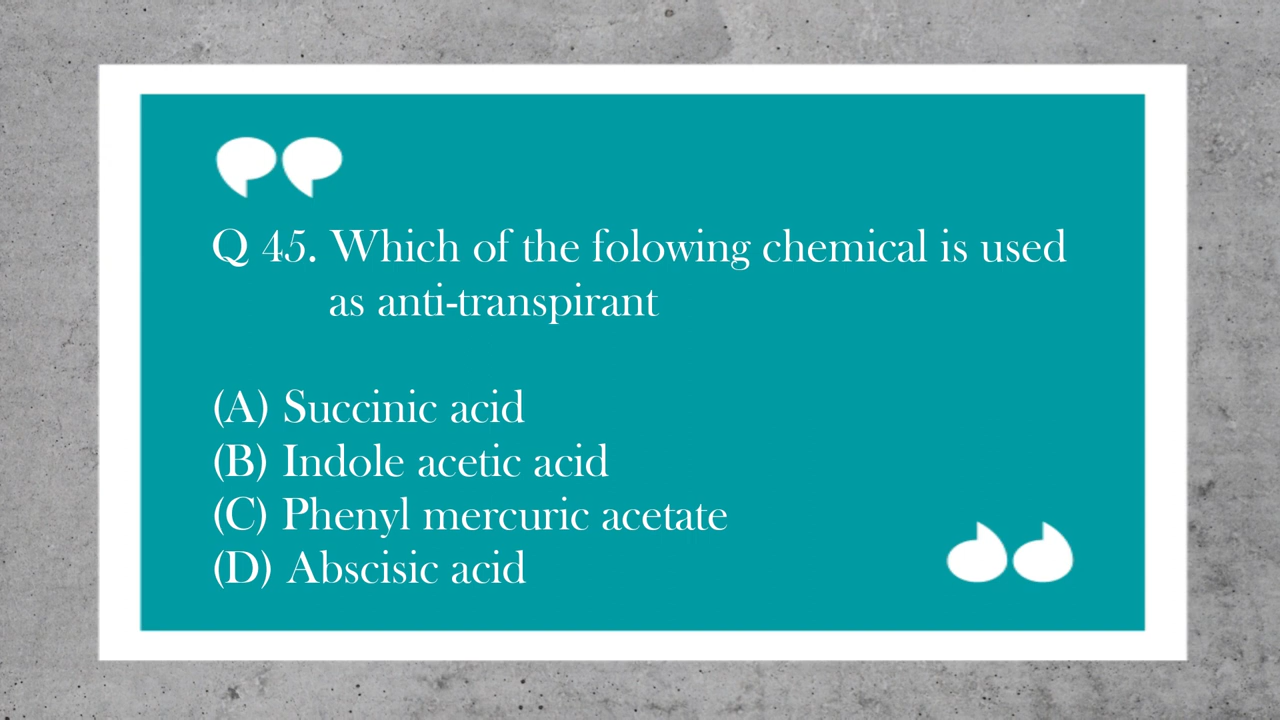 Q 45. Which of the folowing chemical is used
as anti-transpirant
(A) Succinic acid
(B) Indole acetic acid
(C) Phenyl mercuric acetate
(D) Abscisic acid